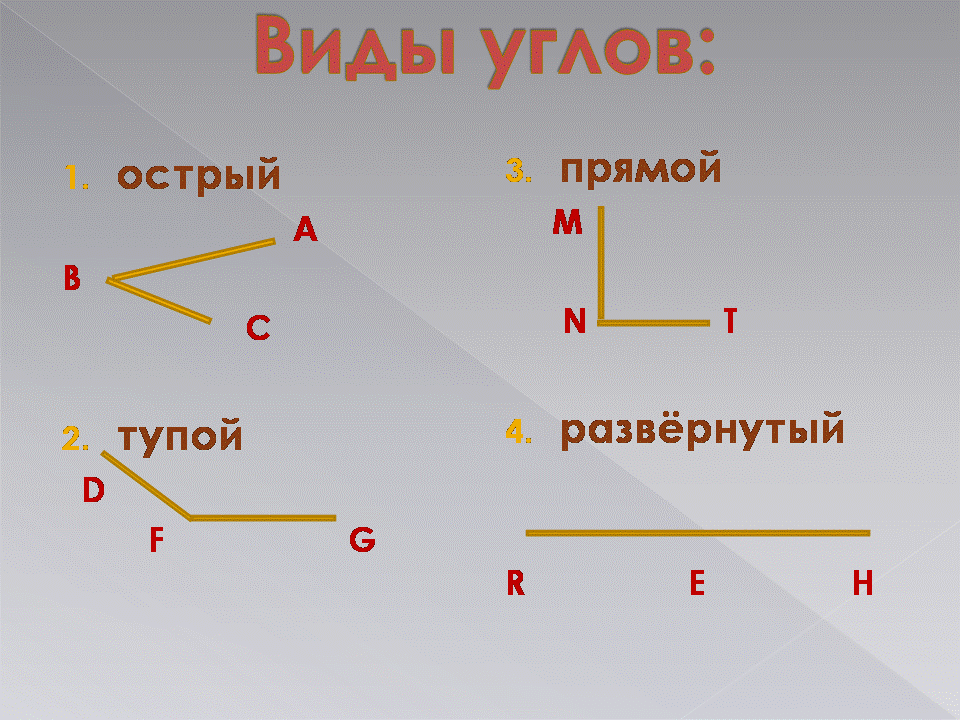 Виды углов:
1. острый
A
B
C
2. тупой
D
F G
3. прямой
M
N T
4. развёрнутый
R E H